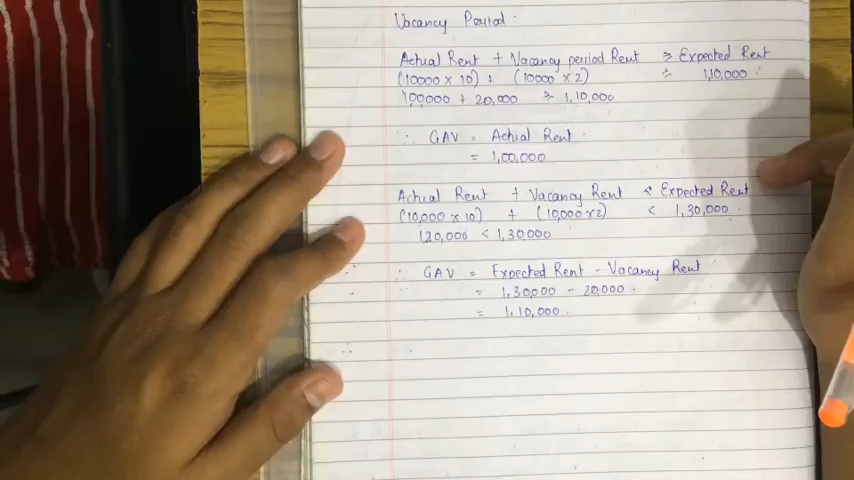 Vacancy Period.
Actual Rent + Vacancy period Rent ≥ Expected Rent
(10000 x 10) + (10000 x 2) ≥ 1,10,000
100000 + 20,000 ≥ 1,10,000
∴ GAV = Actual Rent.
= 1,00,000
Actual Rent + Vacancy Rent < Expected Rent
(10,000 x 10) + (10,000 x 2) < 1,30,000.
120,000 < 1,30,000
∴ GAV = Expected Rent - Vacancy Rent
= 1,30,000 - 20,000.
= 1,10,000.